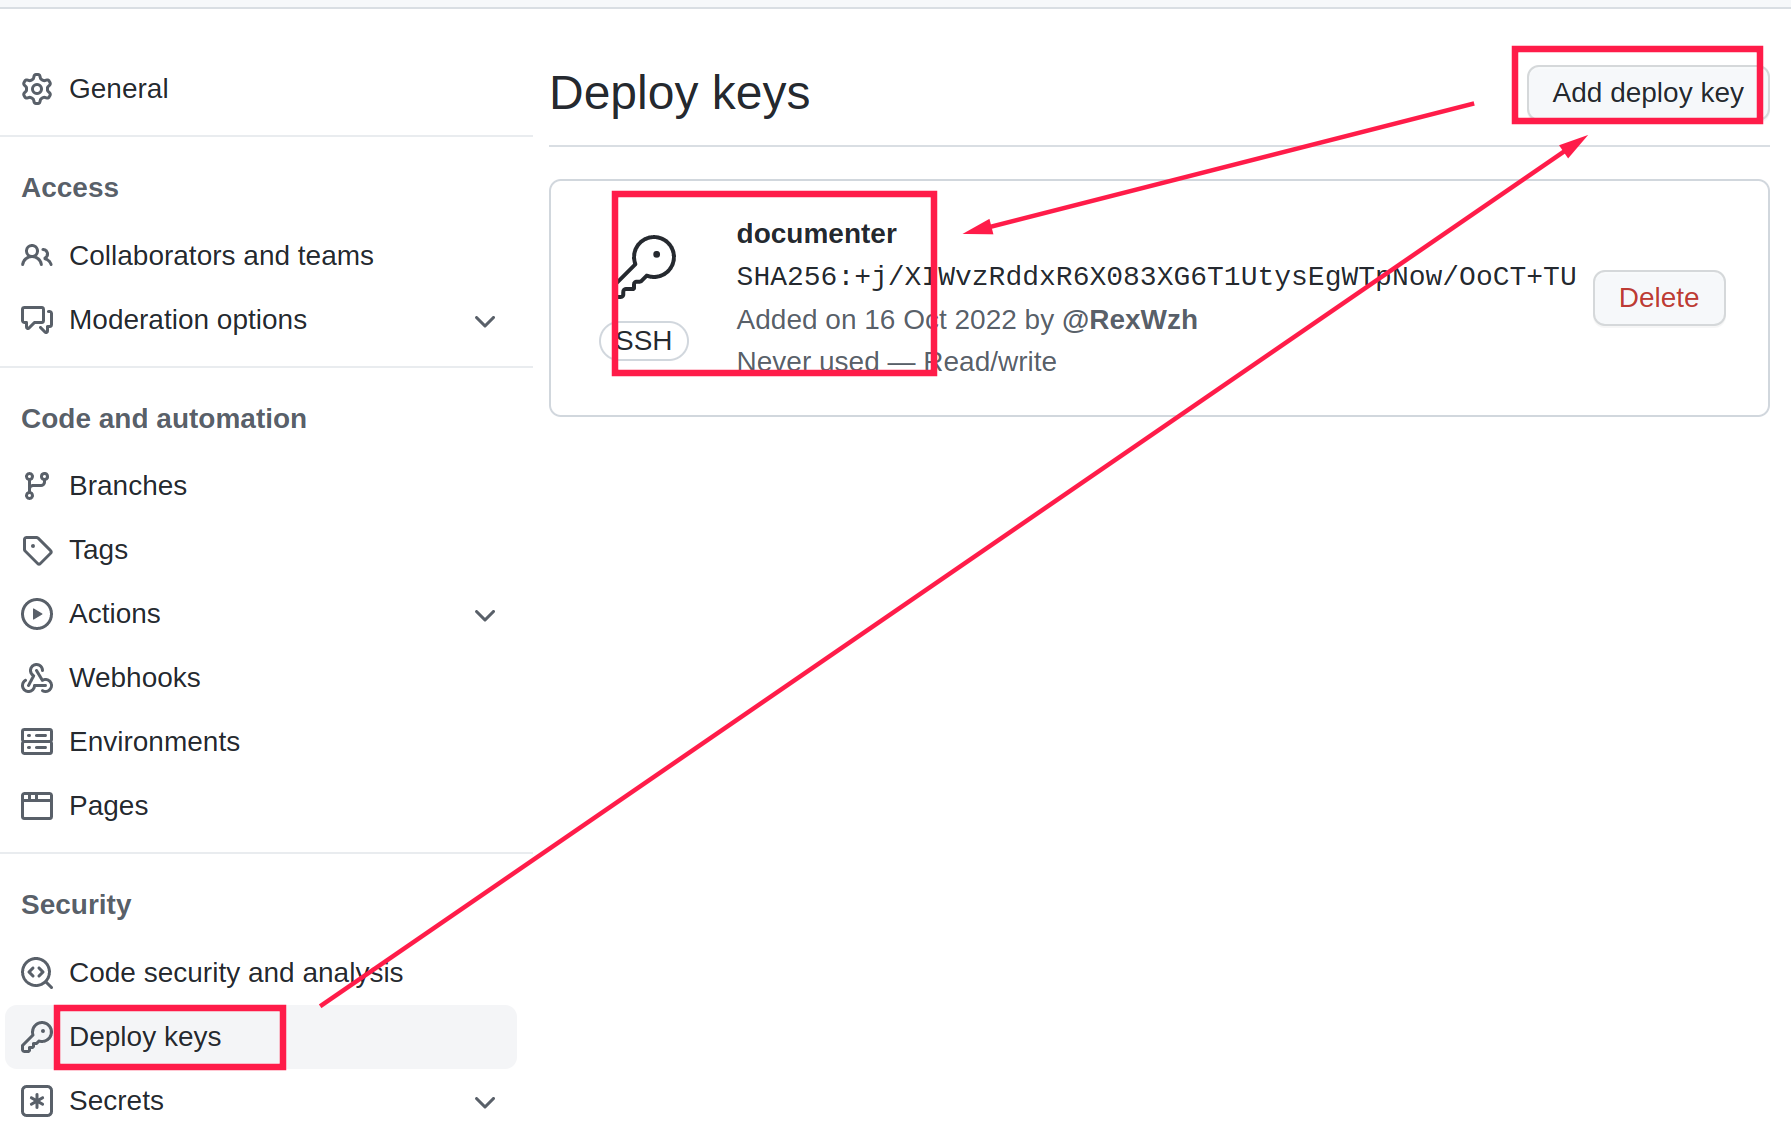 General
Access
Collaborators and teams
Moderation options
Code and automation
Branches
Tags
Actions
Webhooks
Environments
Pages
Security
Code security and analysis
Deploy keys
Secrets
Deploy keys
Add deploy key
documenter
SHA256:+j/XIWvzRddxR6X083XG6T1UtysEgWTpNow/OoCT+TU
SSH
Added on 16 Oct 2022 by @RexWzh
Never used — Read/write
Delete